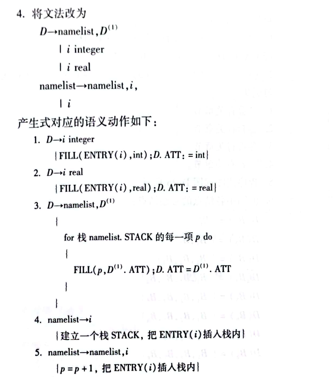 4. 将文法改为
D→namelist,D⁽¹⁾
| i integer
| i real
namelist→namelist,i,
| i
产生式对应的语义动作如下：
1. D→i integer
|FILL(ENTRY(i),int);D.ATT:=int|
2. D→i real
|FILL(ENTRY(i),real);D.ATT:=real|
3. D→namelist,D⁽¹⁾
|
for 栈 namelist.STACK 的每一项 p do
|
FILL(p,D⁽¹⁾.ATT);D.ATT=D⁽¹⁾.ATT
|
|
4. namelist→i
|建立一个栈 STACK，把 ENTRY(i)插入栈内|
5. namelist→namelist,i
|p=p+1，把 ENTRY(i)插入栈内|